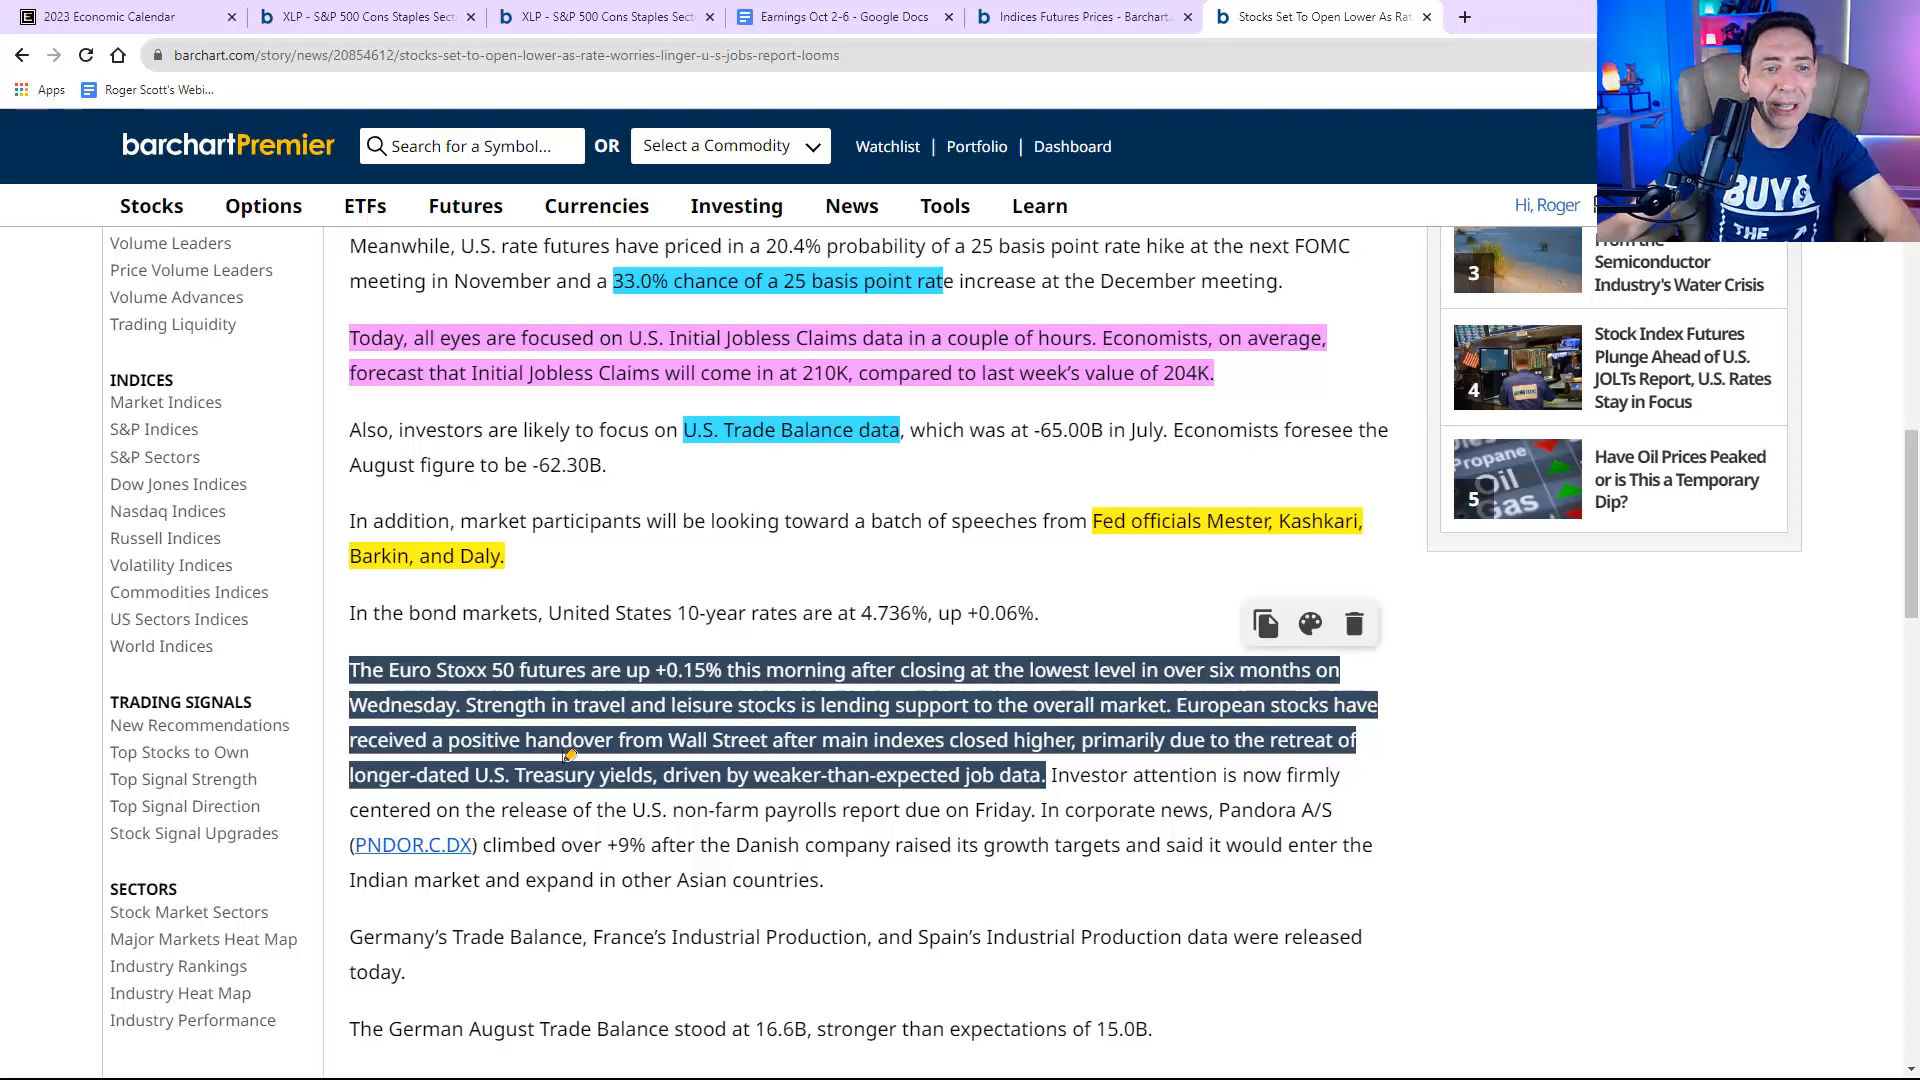 2023 Economic Calendar
XLP - S&P 500 Cons Staples Sect
XLP - S&P 500 Cons Staples Sect
Earnings Oct 2-6 - Google Docs
Indices Futures Prices - Barchart.
Stocks Set To Open Lower As Rat
barchart.com/story/news/20854612/stocks-set-to-open-lower-as-rate-worries-linger-u-s-jobs-report-looms
Apps
Roger Scott's Webi...
barchartPremier
Search for a Symbol...
OR
Select a Commodity
Watchlist | Portfolio | Dashboard
Stocks
Options
ETFs
Futures
Currencies
Investing
News
Tools
Learn
Hi, Roger
BUY
THE
Volume Leaders
Price Volume Leaders
Volume Advances
Trading Liquidity
INDICES
Market Indices
S&P Indices
S&P Sectors
Dow Jones Indices
Nasdaq Indices
Russell Indices
Volatility Indices
Commodities Indices
US Sectors Indices
World Indices
TRADING SIGNALS
New Recommendations
Top Stocks to Own
Top Signal Strength
Top Signal Direction
Stock Signal Upgrades
SECTORS
Stock Market Sectors
Major Markets Heat Map
Industry Rankings
Industry Heat Map
Industry Performance
Meanwhile, U.S. rate futures have priced in a 20.4% probability of a 25 basis point rate hike at the next FOMC
meeting in November and a 33.0% chance of a 25 basis point rate increase at the December meeting.
Today, all eyes are focused on U.S. Initial Jobless Claims data in a couple of hours. Economists, on average,
forecast that Initial Jobless Claims will come in at 210K, compared to last week's value of 204K.
Also, investors are likely to focus on U.S. Trade Balance data, which was at -65.00B in July. Economists foresee the
August figure to be -62.30B.
In addition, market participants will be looking toward a batch of speeches from Fed officials Mester, Kashkari,
Barkin, and Daly.
In the bond markets, United States 10-year rates are at 4.736%, up +0.06%.
The Euro Stoxx 50 futures are up +0.15% this morning after closing at the lowest level in over six months on
Wednesday. Strength in travel and leisure stocks is lending support to the overall market. European stocks have
received a positive handover from Wall Street after main indexes closed higher, primarily due to the retreat of
longer-dated U.S. Treasury yields, driven by weaker-than-expected job data. Investor attention is now firmly
centered on the release of the U.S. non-farm payrolls report due on Friday. In corporate news, Pandora A/S
(PNDOR.C.DX) climbed over +9% after the Danish company raised its growth targets and said it would enter the
Indian market and expand in other Asian countries.
Germany's Trade Balance, France's Industrial Production, and Spain's Industrial Production data were released
today.
The German August Trade Balance stood at 16.6B, stronger than expectations of 15.0B.
3
From the
Semiconductor
Industry's Water Crisis
4
Stock Index Futures
Plunge Ahead of U.S.
JOLTs Report, U.S. Rates
Stay in Focus
5
Propane
Oil
Gas
Have Oil Prices Peaked
or is This a Temporary
Dip?